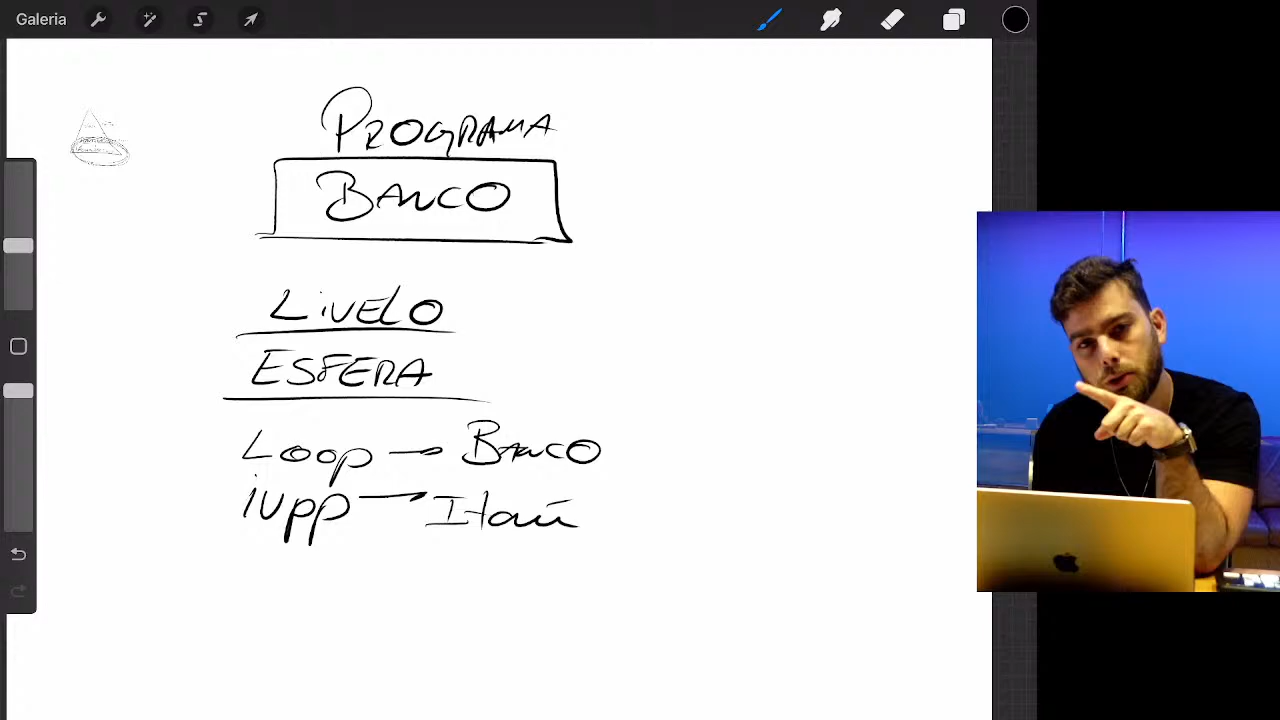 Galeria
PROGRAMA
BANCO
LIVELO
ESFERA
Loop → BANCO
iupp → Itaú